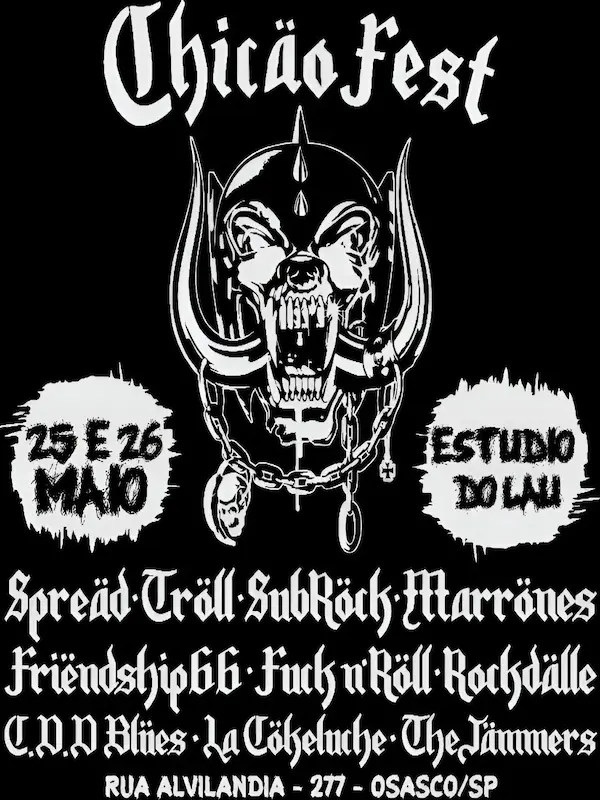 Chicäo Fest
25 E 26
MAIO
ESTUDIO
DO LAU
Spreäd · Tröll · SubRöck · Marrönes
Friëndship66 · Fuck n' Röll · Rockdälle
C.D.D Blües · La Cökeluche · The Jämmers
RUA ALVILANDIA - 277 - OSASCO/SP